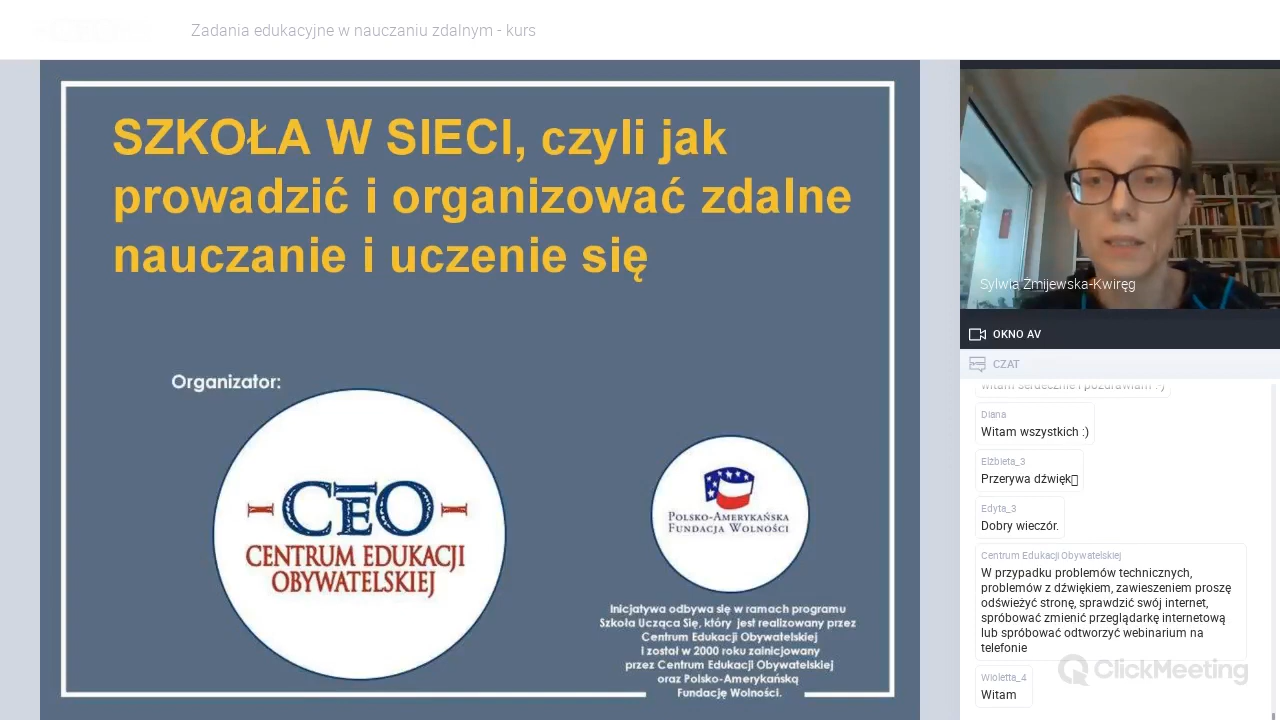 Zadania edukacyjne w nauczaniu zdalnym - kurs
SZKOŁA W SIECI, czyli jak
prowadzić i organizować zdalne
nauczanie i uczenie się
Organizator:
CEO
CENTRUM EDUKACJI
OBYWATELSKIEJ
POLSKO-AMERYKAŃSKA
FUNDACJA WOLNOŚCI
Inicjatywa odbywa się w ramach programu
Szkoła Ucząca Się, który jest realizowany przez
Centrum Edukacji Obywatelskiej
i został w 2000 roku zainicjowany
przez Centrum Edukacji Obywatelskiej
oraz Polsko-Amerykańską
Fundację Wolności.
Sylwia Żmijewska-Kwiręg
OKNO AV
CZAT
witam serdecznie i pozdrawiam :-)
Diana
Witam wszystkich :)
Elżbieta_3
Przerywa dźwięk
Edyta_3
Dobry wieczór.
Centrum Edukacji Obywatelskiej
W przypadku problemów technicznych,
problemów z dźwiękiem, zawieszeniem proszę
odświeżyć stronę, sprawdzić swój internet,
spróbować zmienić przeglądarkę internetową
lub spróbować odtworzyć webinarium na
telefonie
ClickMeeting
Wioletta_4
Witam